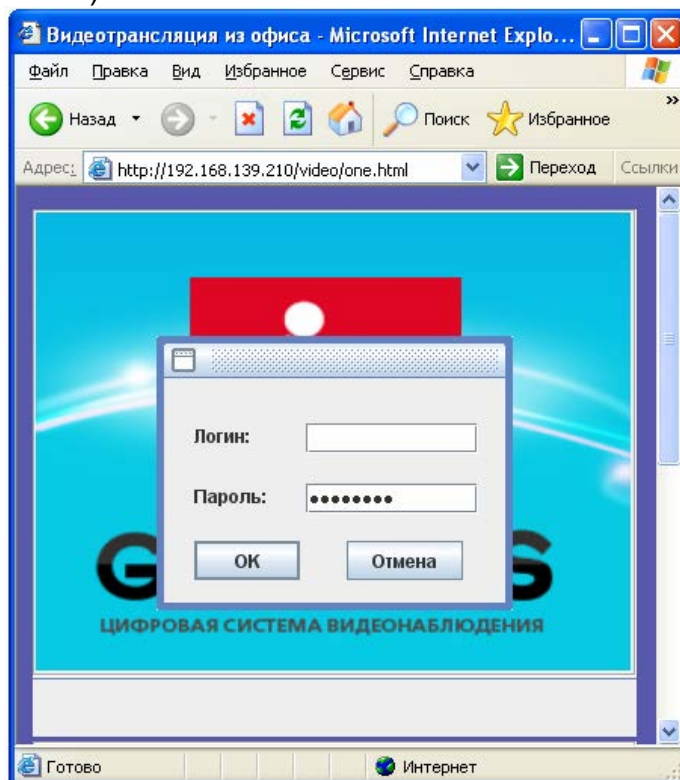 Видеотрансляция из офиса - Microsoft Internet Explo...
Файл Правка Вид Избранное Сервис Справка
Назад Поиск Избранное »
Адрес: http://192.168.139.210/video/one.html Переход Ссылки
Логин:
Пароль: ••••••••
OK Отмена
G S
ЦИФРОВАЯ СИСТЕМА ВИДЕОНАБЛЮДЕНИЯ
Готово Интернет